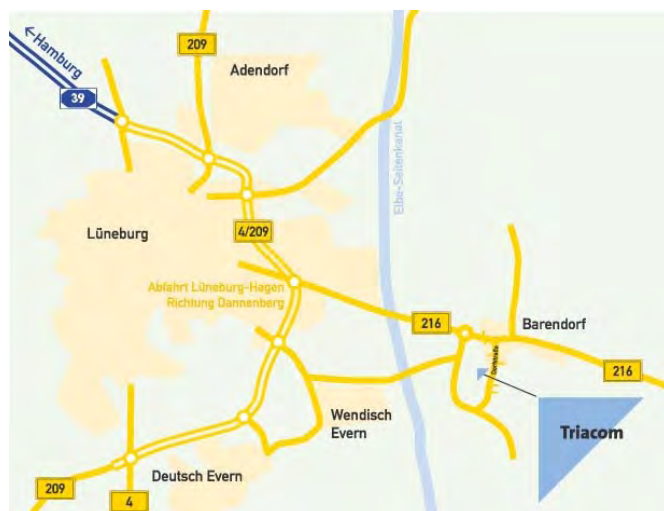 ←Hamburg
209
Adendorf
39
Elbe-Seitenkanal
Lüneburg
4/209
Ablahrt Lüneburg-Hagen
Richtung Dannenberg
216
Barendorf
216
Wendisch
Evern
Triacom
Deutsch Evern
209
4